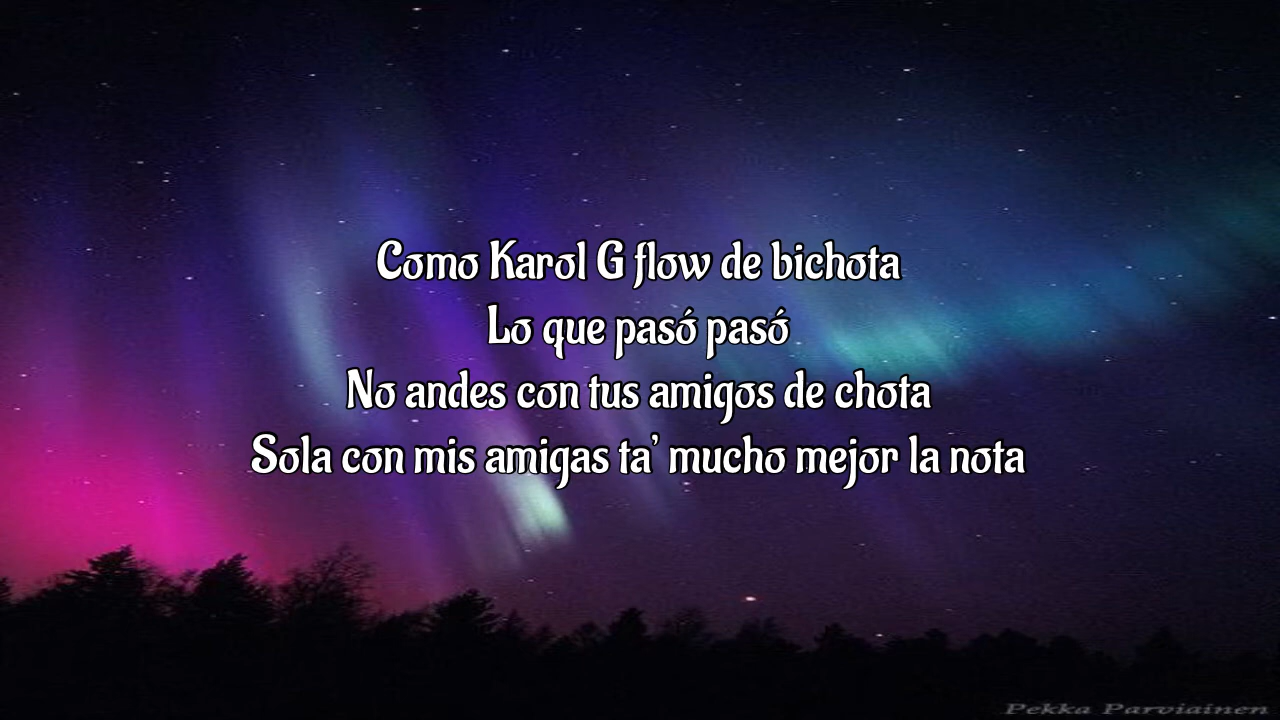 Como Karol G flow de bichota
Lo que pasó pasó
No andes con tus amigos de chota
Sola con mis amigas ta' mucho mejor la nota
Pekka Parviainen